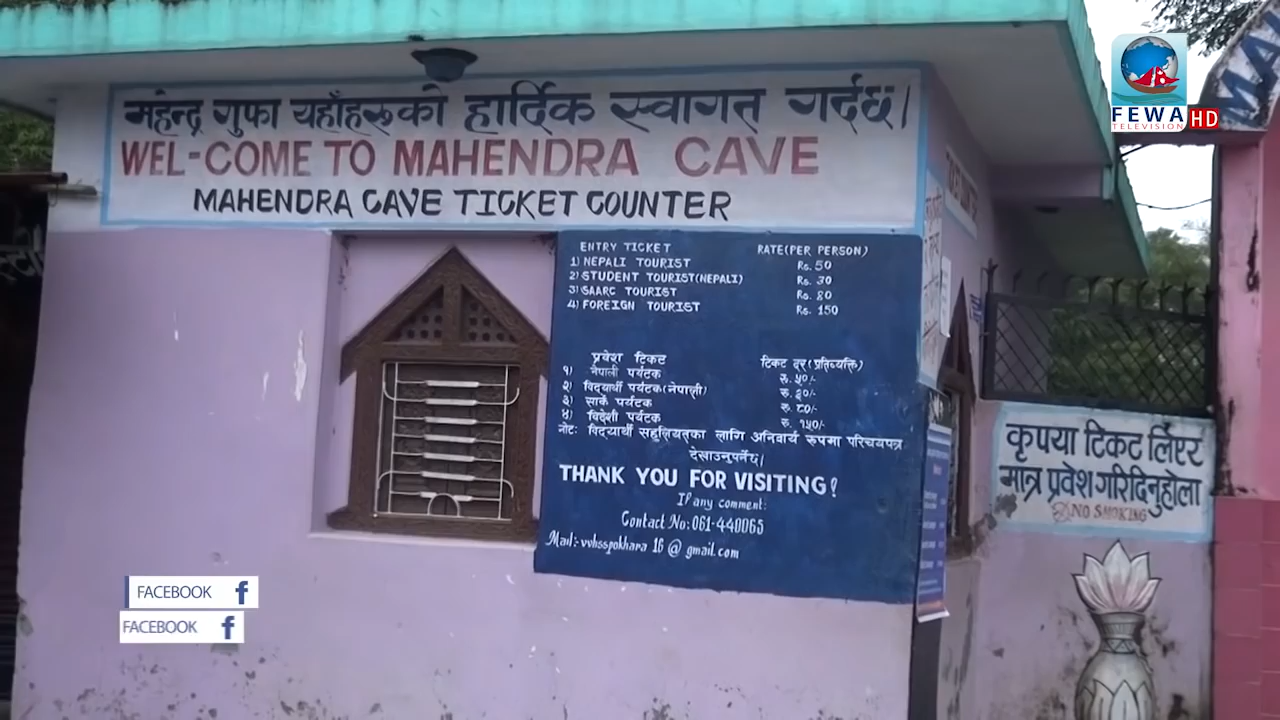 महेन्द्र गुफा यहाँहरुको हार्दिक स्वागत गर्दछ।
WEL-COME TO MAHENDRA CAVE
MAHENDRA CAVE TICKET COUNTER
FEWA HD
TELEVISION
ENTRY TICKET RATE(PER PERSON)
1) NEPALI TOURIST Rs. 50
2) STUDENT TOURIST(NEPALI) Rs. 30
3) SAARC TOURIST Rs. 80
4) FOREIGN TOURIST Rs. 150
प्रवेश टिकट टिकट दर(प्रतिव्यक्ति)
१) नेपाली पर्यटक रु. ५०/-
२) विद्यार्थी पर्यटक(नेपाली) रु. ३०/-
३) सार्क पर्यटक रु. ८०/-
४) विदेशी पर्यटक रु. १५०/-
नोट: विद्यार्थी सहुलियतका लागि अनिवार्य रुपमा परिचयपत्र
देखाउनुपर्नेछ।
THANK YOU FOR VISITING!
If any comment:
Contact No: 061-440065
Mail:- vvhsspokhara 16 @ gmail.com
कृपया टिकट लिएर
मात्र प्रवेश गरिदिनुहोला
NO SMOKING
FACEBOOK f
FACEBOOK f